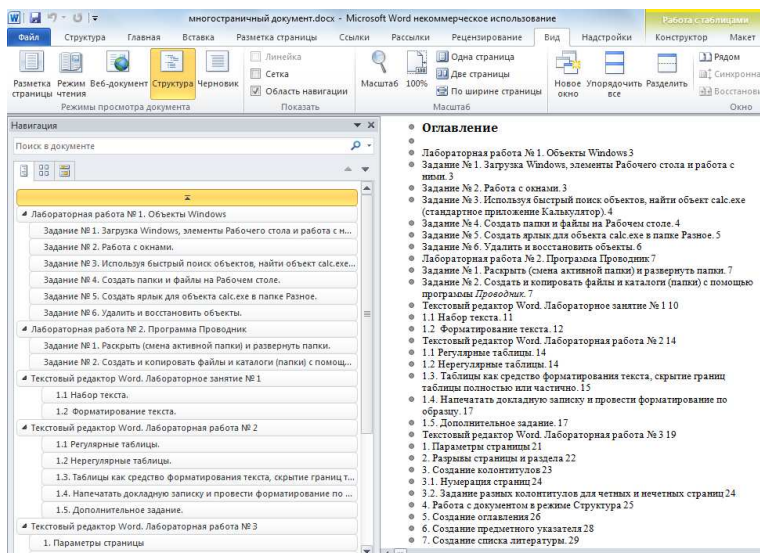 многостраничный документ.docx - Microsoft Word некоммерческое использование
Работа с таблицами
Файл Структура Главная Вставка Разметка страницы Ссылки Рассылки Рецензирование Вид Надстройки Конструктор Макет
Разметка страницы
Режим чтения
Веб-документ
Структура
Черновик
Режимы просмотра документа
Линейка
Сетка
Область навигации
Показать
Масштаб
100%
Одна страница
Две страницы
По ширине страницы
Масштаб
Новое окно
Упорядочить все
Разделить
Рядом
Синхронна
Восстанови
Окно
Навигация
Поиск в документе
Лабораторная работа № 1. Объекты Windows
Задание № 1. Загрузка Windows, элементы Рабочего стола и работа с н...
Задание № 2. Работа с окнами.
Задание № 3. Используя быстрый поиск объектов, найти объект calc.exe...
Задание № 4. Создать папки и файлы на Рабочем столе.
Задание № 5. Создать ярлык для объекта calc.exe в папке Разное.
Задание № 6. Удалить и восстановить объекты.
Лабораторная работа № 2. Программа Проводник
Задание № 1. Раскрыть (смена активной папки) и развернуть папки.
Задание № 2. Создать и копировать файлы и каталоги (папки) с помощ...
Текстовый редактор Word. Лабораторное занятие № 1
1.1 Набор текста.
1.2 Форматирование текста.
Текстовый редактор Word. Лабораторная работа № 2
1.1 Регулярные таблицы.
1.2 Нерегулярные таблицы.
1.3. Таблицы как средство форматирования текста, скрытие границ т...
1.4. Напечатать докладную записку и провести форматирование по ...
1.5. Дополнительное задание.
Текстовый редактор Word. Лабораторная работа № 3
1. Параметры страницы
Оглавление
Лабораторная работа № 1. Объекты Windows 3
Задание № 1. Загрузка Windows, элементы Рабочего стола и работа с
ними. 3
Задание № 2. Работа с окнами. 3
Задание № 3. Используя быстрый поиск объектов, найти объект calc.exe
(стандартное приложение Калькулятор). 4
Задание № 4. Создать папки и файлы на Рабочем столе. 4
Задание № 5. Создать ярлык для объекта calc.exe в папке Разное. 5
Задание № 6. Удалить и восстановить объекты. 6
Лабораторная работа № 2. Программа Проводник 7
Задание № 1. Раскрыть (смена активной папки) и развернуть папки. 7
Задание № 2. Создать и копировать файлы и каталоги (папки) с помощью
программы Проводник. 7
Текстовый редактор Word. Лабораторное занятие № 1 10
1.1 Набор текста. 11
1.2 Форматирование текста. 12
Текстовый редактор Word. Лабораторная работа № 2 14
1.1 Регулярные таблицы. 14
1.2 Нерегулярные таблицы. 14
1.3. Таблицы как средство форматирования текста, скрытие границ
таблицы полностью или частично. 15
1.4. Напечатать докладную записку и провести форматирование по
образцу. 17
1.5. Дополнительное задание. 17
Текстовый редактор Word. Лабораторная работа № 3 19
1. Параметры страницы 21
2. Разрывы страницы и раздела 22
3. Создание колонтитулов 23
3.1. Нумерация страниц 24
3.2. Задание разных колонтитулов для четных и нечетных страниц 24
4. Работа с документом в режиме Структура 25
5. Создание оглавления 26
6. Создание предметного указателя 28
7. Создание списка литературы. 29